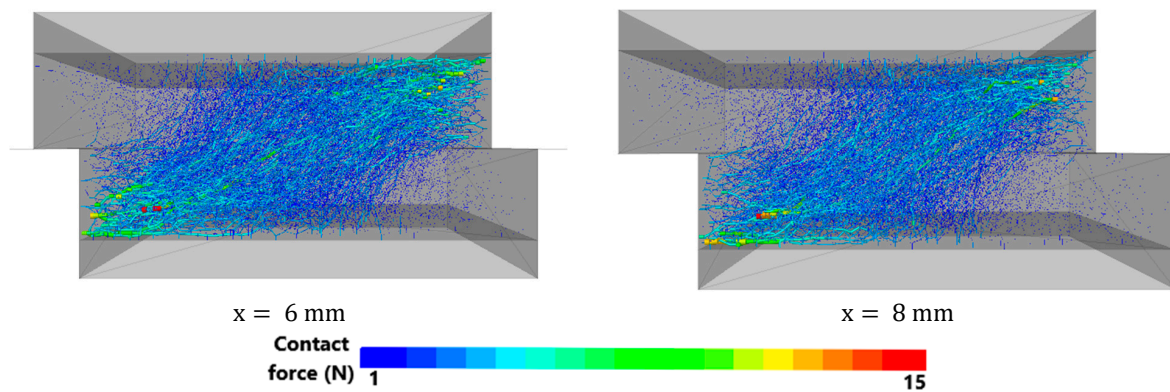 x = 6 mm
x = 8 mm
Contact
force (N)
1
15